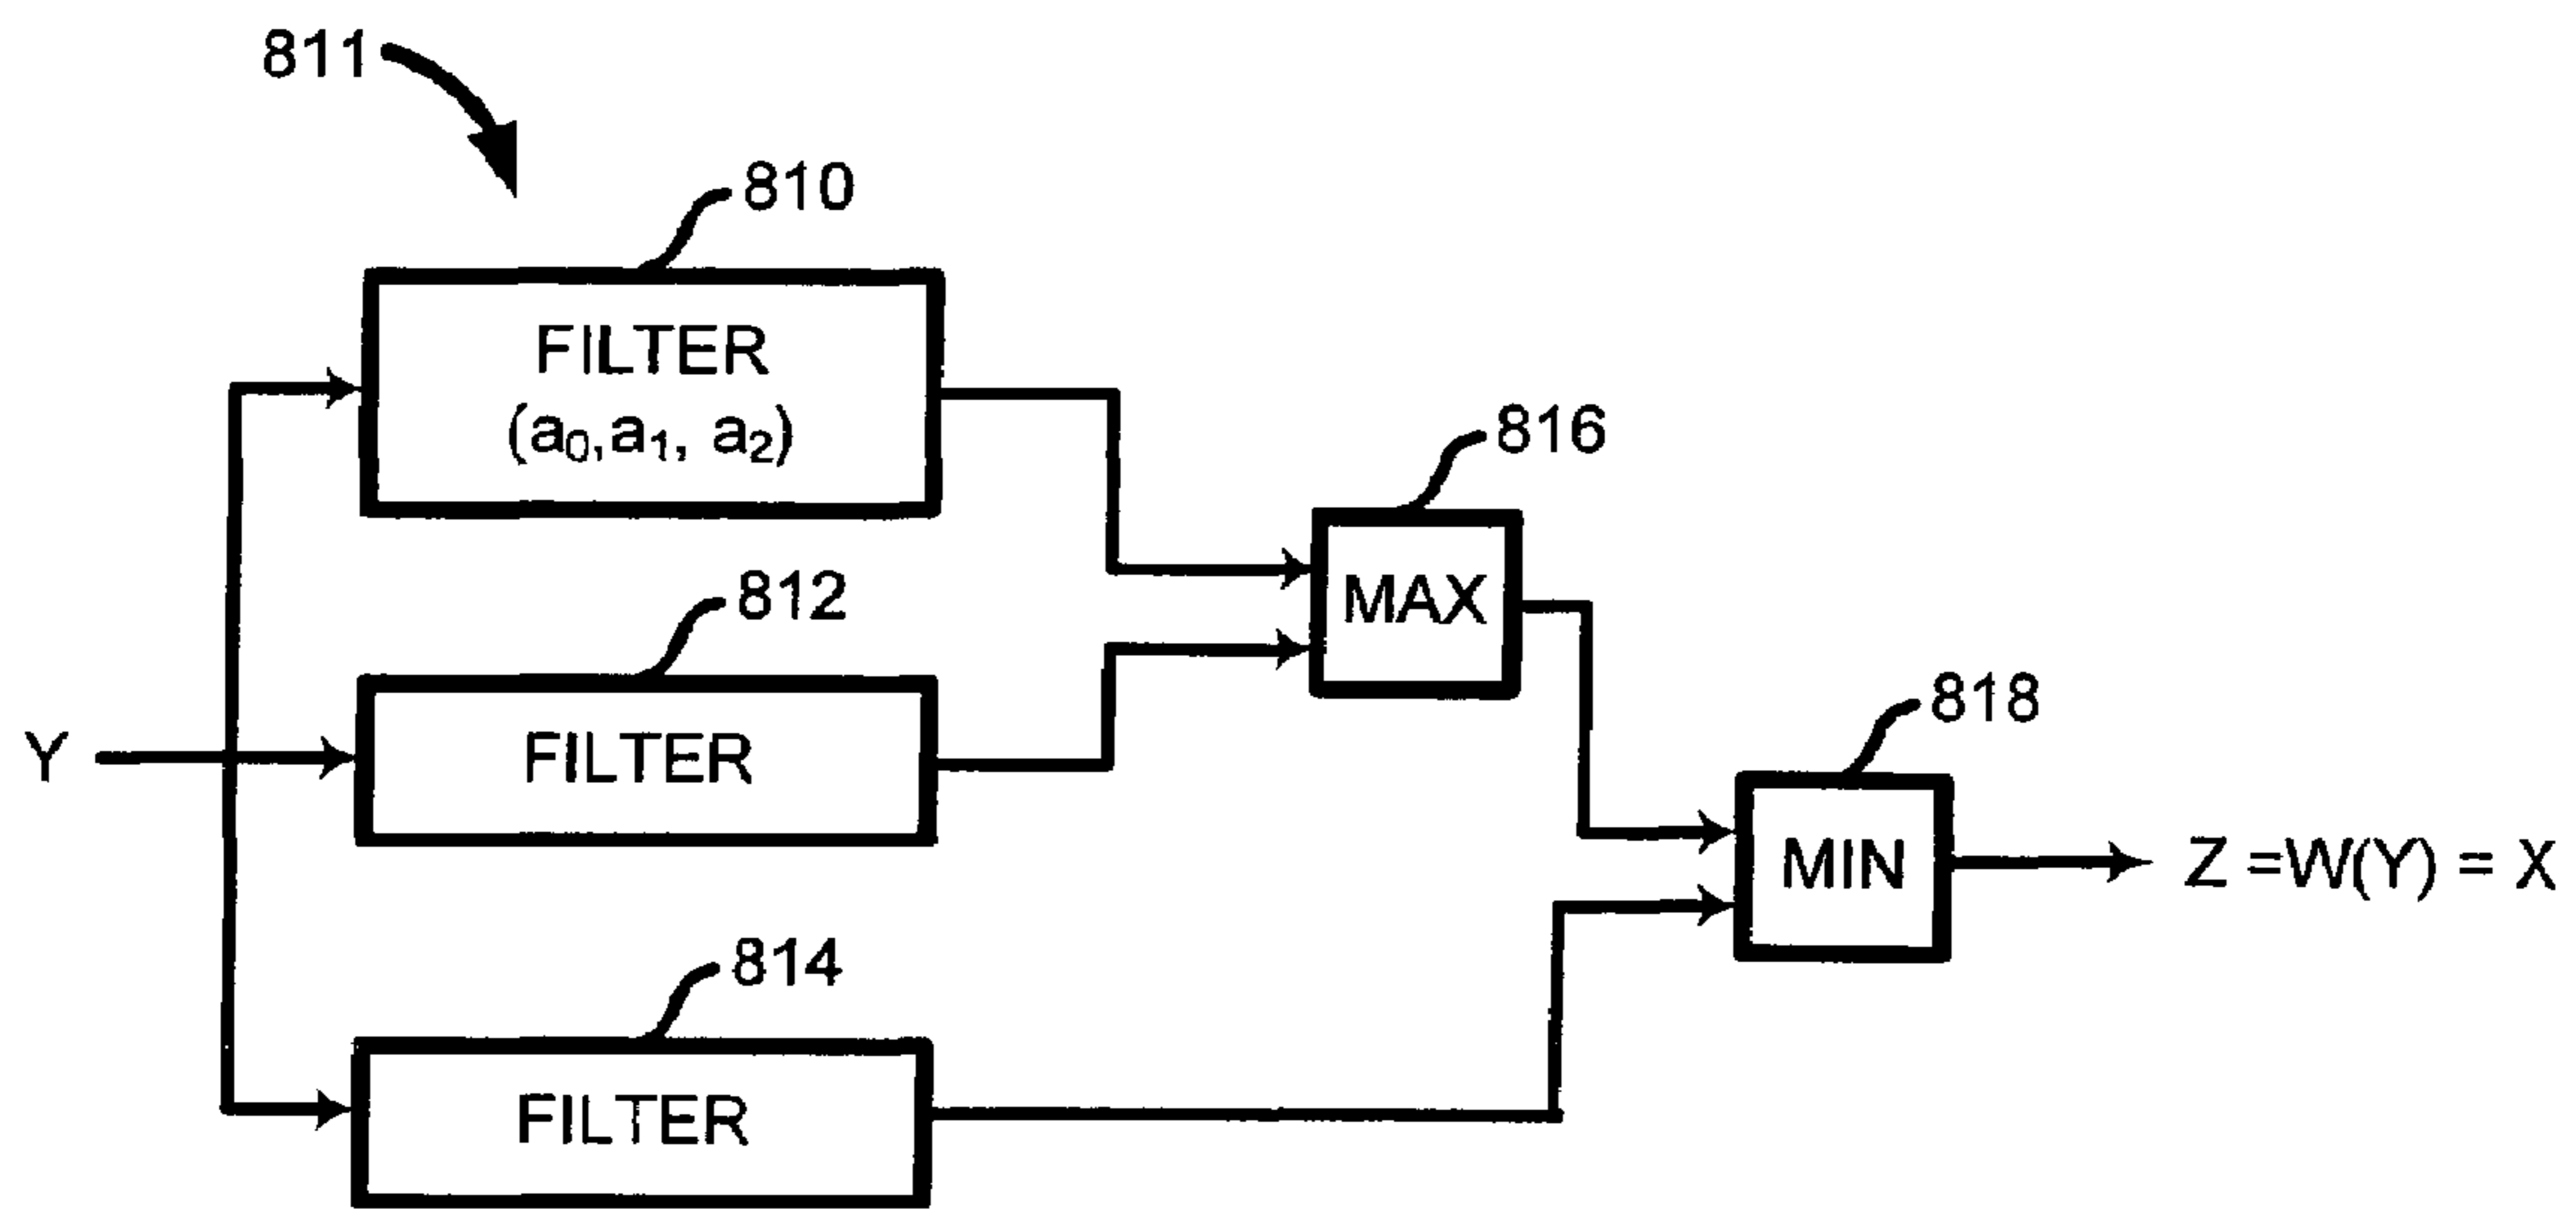 811
810
FILTER
(a₀,a₁, a₂)
816
MAX
812
FILTER
Y
818
MIN
Z =W(Y) = X
814
FILTER